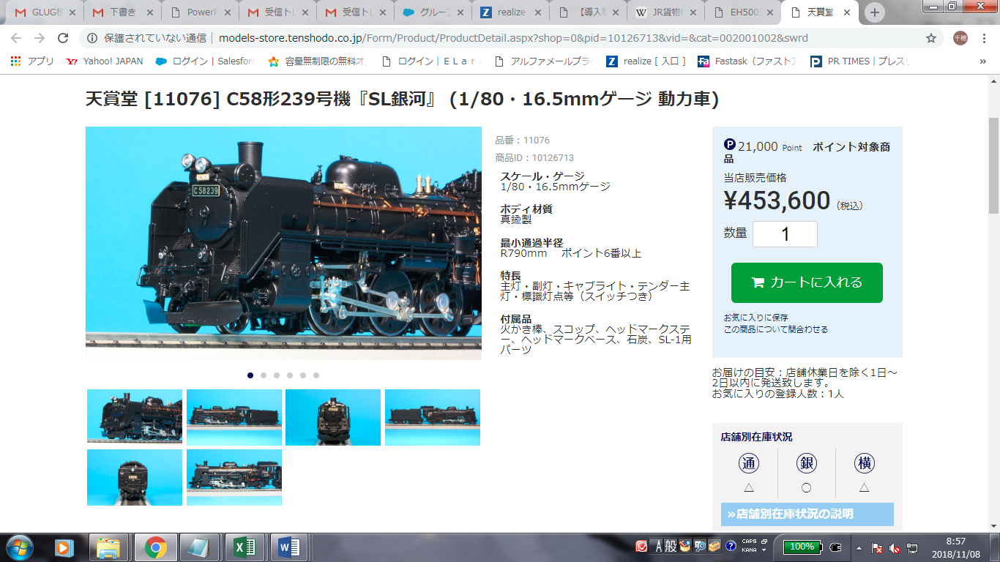 GLUG様
下書き
PowerP
受信トレ
受信トレ
グループ
realize
【導入
JR貨物E
EH500
天賞堂
保護されていない通信 | models-store.tenshodo.co.jp/Form/Product/ProductDetail.aspx?shop=0&pid=10126713&vid=&cat=002001002&swrd
千穂
アプリ
Yahoo! JAPAN
ログイン | Salesforc
容量無制限の無料オ
ログイン | E L a r
アルファメールプラ
realize [ 入口 ]
Fastask（ファストア
PR TIMES | プレスリ
»
天賞堂 [11076] C58形239号機『SL銀河』 (1/80・16.5mmゲージ 動力車)
C58239
品番：11076
商品ID：10126713
スケール・ゲージ
1/80・16.5mmゲージ
ボディ材質
真鍮製
最小通過半径
R790mm　ポイント6番以上
特長
主灯・副灯・キャブライト・テンダー主
灯・標識灯点等（スイッチつき）
付属品
火かき棒、スコップ、ヘッドマークステ
ー、ヘッドマークベース、石炭、SL-1用
パーツ
P 21,000 Point ポイント対象商
品
当店販売価格
¥453,600 （税込）
数量 1
カートに入れる
お気に入りに保存
この商品について問合わせる
お届けの目安：店舗休業日を除く1日～
2日以内に発送致します。
お気に入りの登録人数：1人
店舗別在庫状況
通 銀 横
△ ○ △
»店舗別在庫状況の説明
A 般
CAPS
KANA
100%
8:57
2018/11/08